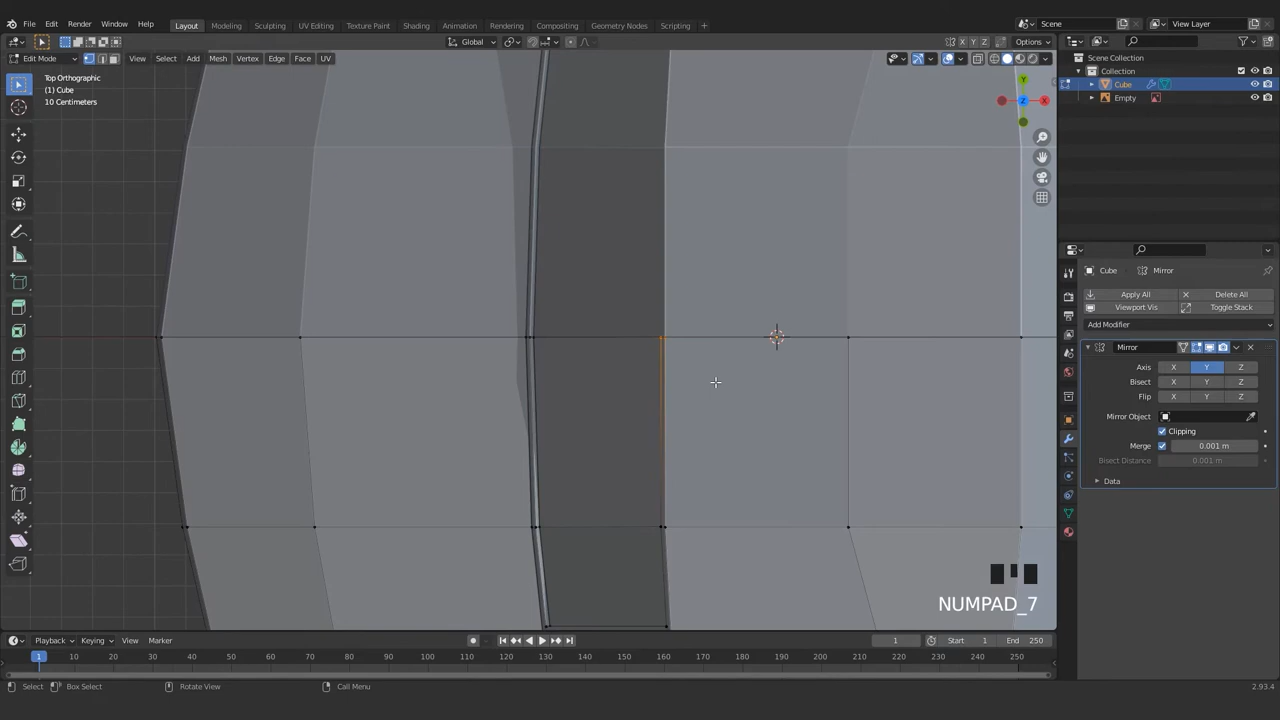 File Edit Render Window Help Layout Modeling Sculpting UV Editing Texture Paint Shading Animation Rendering Compositing Geometry Nodes Scripting Scene View Layer
Global Options
Edit Mode View Select Add Mesh Vertex Edge Face UV
Top Orthographic
(1) Cube
10 Centimeters
Y
Z
X
NUMPAD_7
Scene Collection
Collection
Cube
Empty
Cube Mirror
Apply All Delete All
Viewport Vis Toggle Stack
Add Modifier
Mirror
Axis X Y Z
Bisect X Y Z
Flip X Y Z
Mirror Object
Clipping
Merge 0.001 m
Bisect Distance 0.001 m
Data
Playback Keying View Marker 1 Start 1 End 250
1 10 20 30 40 50 60 70 80 90 100 110 120 130 140 150 160 170 180 190 200 210 220 230 240 250
Select Box Select Rotate View Call Menu 2.93.4